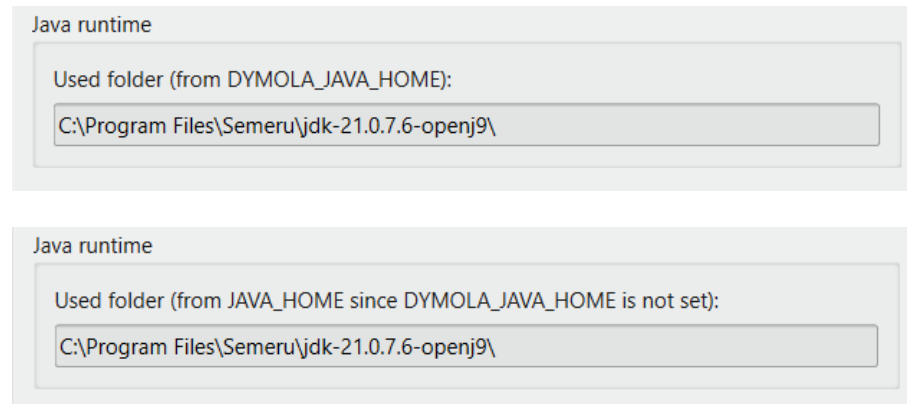 Java runtime
Used folder (from DYMOLA_JAVA_HOME):
C:\Program Files\Semeru\jdk-21.0.7.6-openj9\
Java runtime
Used folder (from JAVA_HOME since DYMOLA_JAVA_HOME is not set):
C:\Program Files\Semeru\jdk-21.0.7.6-openj9\